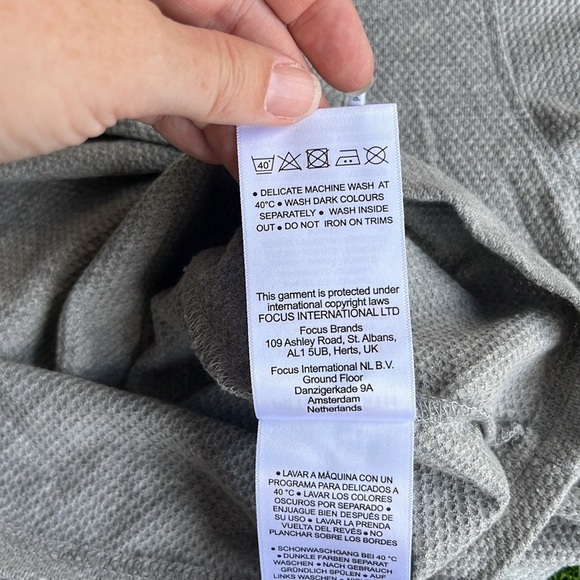 40°
• DELICATE MACHINE WASH AT
40°C • WASH DARK COLOURS
SEPARATELY • WASH INSIDE
OUT • DO NOT IRON ON TRIMS
This garment is protected under
international copyright laws
FOCUS INTERNATIONAL LTD
Focus Brands
109 Ashley Road, St. Albans,
AL1 5UB, Herts, UK
Focus International NL B.V.
Ground Floor
Danzigerkade 9A
Amsterdam
Netherlands
• LAVAR A MÁQUINA CON UN
PROGRAMA PARA DELICADOS A
40 °C • LAVAR LOS COLORES
OSCUROS POR SEPARADO •
ENJUAGUE BIEN DESPUÉS DE
SU USO • LAVAR LA PRENDA
VUELTA DEL REVÉS • NO
PLANCHAR SOBRE LOS BORDES
• SCHONWASCHGANG BEI 40 °C
• DUNKLE FARBEN SEPARAT
WASCHEN • NACH GEBRAUCH
GRÜNDLICH SPÜLEN • AUF
LINKS WASCHEN •